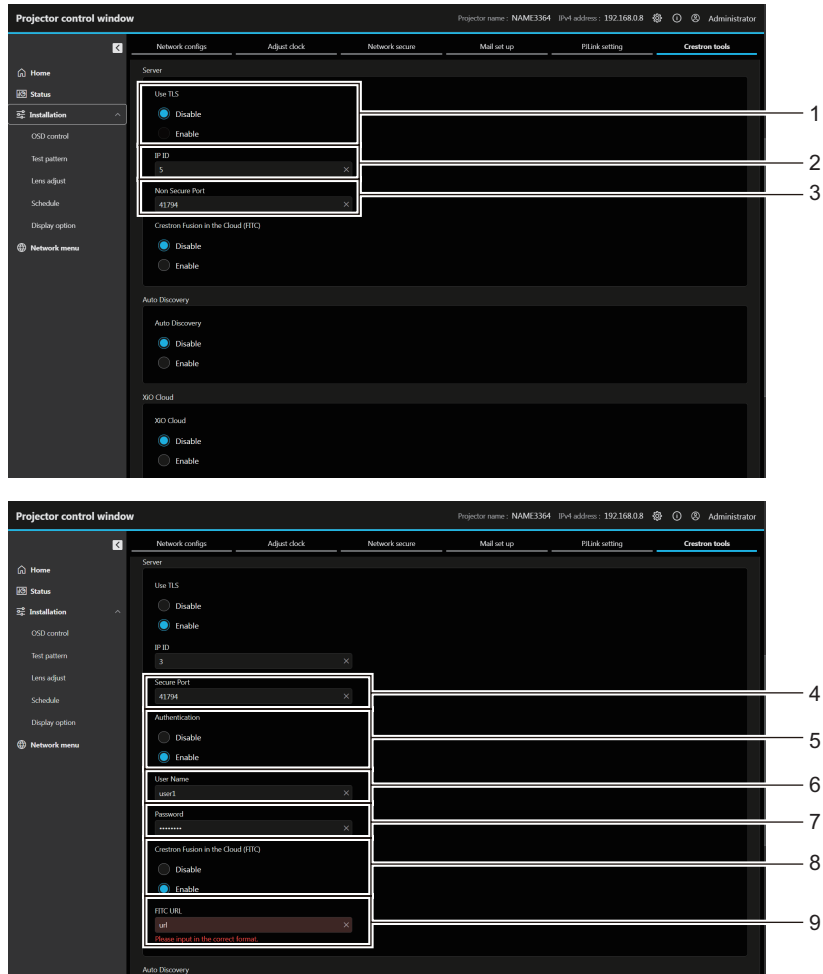 Projector control window Projector name : NAME3364 IPv4 address : 192.168.0.8 Administrator
Network configs Adjust clock Network secure Mail set up PJLink setting Crestron tools
Home
Status
Installation
OSD control
Test pattern
Lens adjust
Schedule
Display option
Network menu
Server
Use TLS
Disable
Enable
IP ID
5
Non Secure Port
41794
Crestron Fusion in the Cloud (FITC)
Disable
Enable
Auto Discovery
Auto Discovery
Disable
Enable
XiO Cloud
XiO Cloud
Disable
Enable
1
2
3
Projector control window Projector name : NAME3364 IPv4 address : 192.168.0.8 Administrator
Network configs Adjust clock Network secure Mail set up PJLink setting Crestron tools
Home
Status
Installation
OSD control
Test pattern
Lens adjust
Schedule
Display option
Network menu
Server
Use TLS
Disable
Enable
IP ID
3
Secure Port
41794
Authentication
Disable
Enable
User Name
user1
Password
••••••••
Crestron Fusion in the Cloud (FITC)
Disable
Enable
FITC URL
url
Please input in the correct format.
Auto Discovery
4
5
6
7
8
9